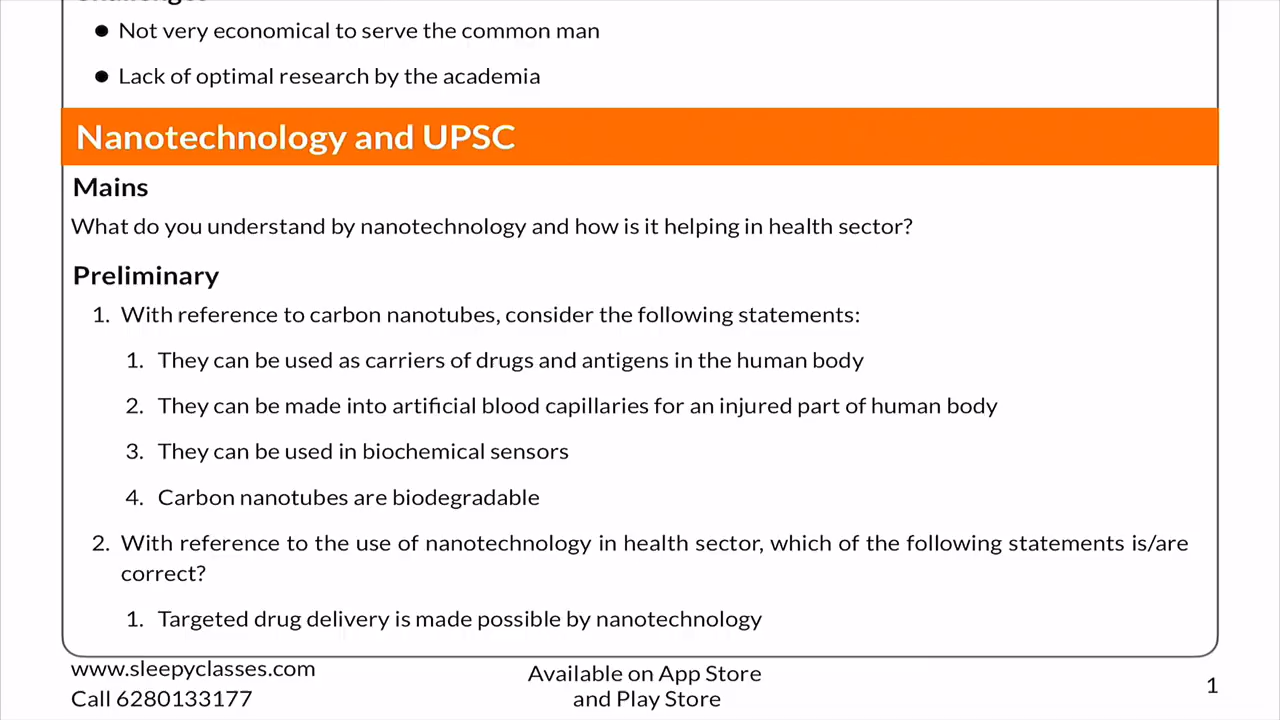 Challenges
● Not very economical to serve the common man
● Lack of optimal research by the academia
Nanotechnology and UPSC
Mains
What do you understand by nanotechnology and how is it helping in health sector?
Preliminary
1. With reference to carbon nanotubes, consider the following statements:
1. They can be used as carriers of drugs and antigens in the human body
2. They can be made into artificial blood capillaries for an injured part of human body
3. They can be used in biochemical sensors
4. Carbon nanotubes are biodegradable
2. With reference to the use of nanotechnology in health sector, which of the following statements is/are
correct?
1. Targeted drug delivery is made possible by nanotechnology
www.sleepyclasses.com
Call 6280133177
Available on App Store
and Play Store
1